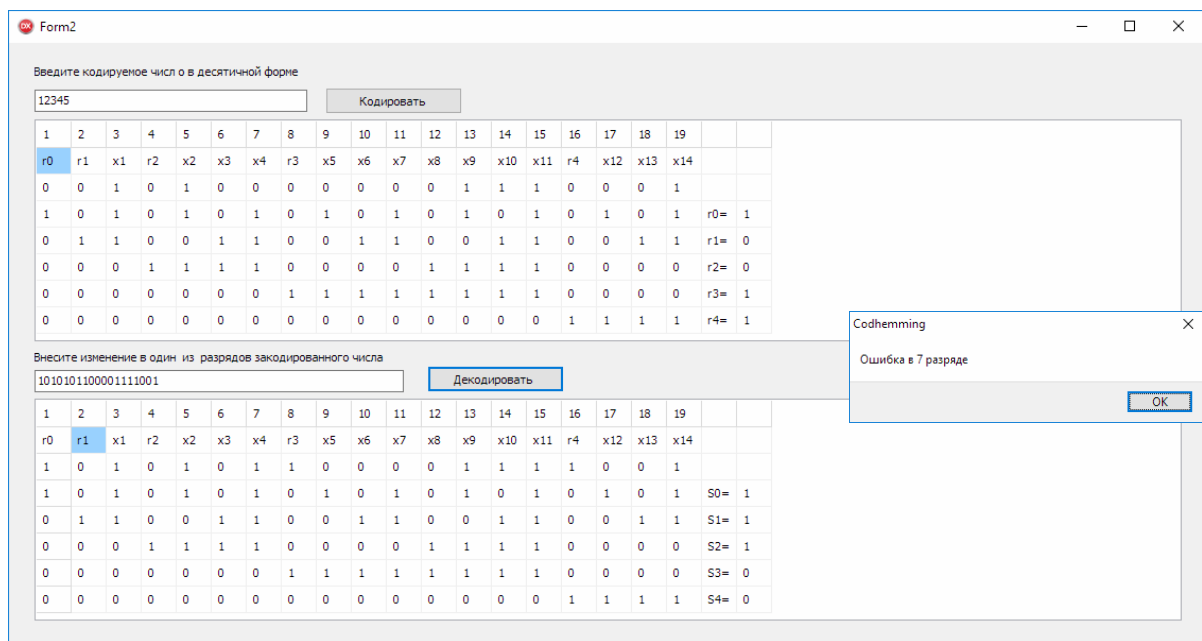 Form2
Введите кодируемое числ о в десятичной форме
12345 Кодировать
1 2 3 4 5 6 7 8 9 10 11 12 13 14 15 16 17 18 19
r0 r1 x1 r2 x2 x3 x4 r3 x5 x6 x7 x8 x9 x10 x11 r4 x12 x13 x14
0 0 1 0 1 0 0 0 0 0 0 0 1 1 1 0 0 0 1
1 0 1 0 1 0 1 0 1 0 1 0 1 0 1 0 1 0 1 r0= 1
0 1 1 0 0 1 1 0 0 1 1 0 0 1 1 0 0 1 1 r1= 0
0 0 0 1 1 1 1 0 0 0 0 1 1 1 1 0 0 0 0 r2= 0
0 0 0 0 0 0 0 1 1 1 1 1 1 1 1 0 0 0 0 r3= 1
0 0 0 0 0 0 0 0 0 0 0 0 0 0 0 1 1 1 1 r4= 1
Codhemming
Ошибка в 7 разряде
OK
Внесите изменение в один из разрядов закодированного числа
1010101100001111001 Декодировать
1 2 3 4 5 6 7 8 9 10 11 12 13 14 15 16 17 18 19
r0 r1 x1 r2 x2 x3 x4 r3 x5 x6 x7 x8 x9 x10 x11 r4 x12 x13 x14
1 0 1 0 1 0 1 1 0 0 0 0 1 1 1 1 0 0 1
1 0 1 0 1 0 1 0 1 0 1 0 1 0 1 0 1 0 1 S0= 1
0 1 1 0 0 1 1 0 0 1 1 0 0 1 1 0 0 1 1 S1= 1
0 0 0 1 1 1 1 0 0 0 0 1 1 1 1 0 0 0 0 S2= 1
0 0 0 0 0 0 0 1 1 1 1 1 1 1 1 0 0 0 0 S3= 0
0 0 0 0 0 0 0 0 0 0 0 0 0 0 0 1 1 1 1 S4= 0